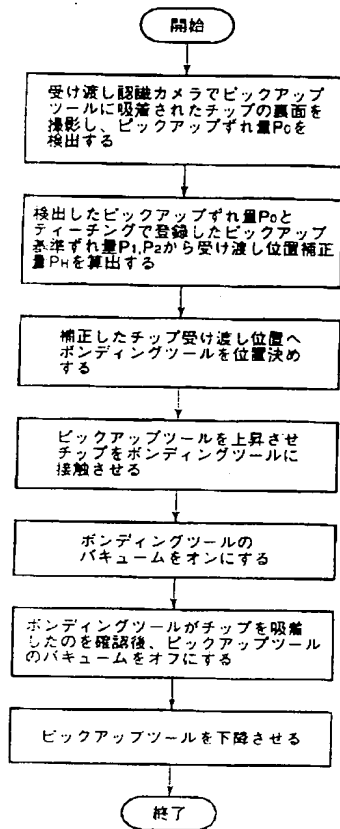 開始
受け渡し認識カメラでピックアップ
ツールに吸着されたチップの裏面を
撮影し、ピックアップずれ量P0を
検出する
検出したピックアップずれ量P0と
ティーチングで登録したピックアップ
基準ずれ量P1,P2から受け渡し位置補正
量PHを算出する
補正したチップ受け渡し位置へ
ボンディングツールを位置決め
する
ピックアップツールを上昇させ
チップをボンディングツールに
接触させる
ボンディングツールの
バキュームをオンにする
ボンディングツールがチップを吸着
したのを確認後、ピックアップツール
のバキュームをオフにする
ピックアップツールを下降させる
終了